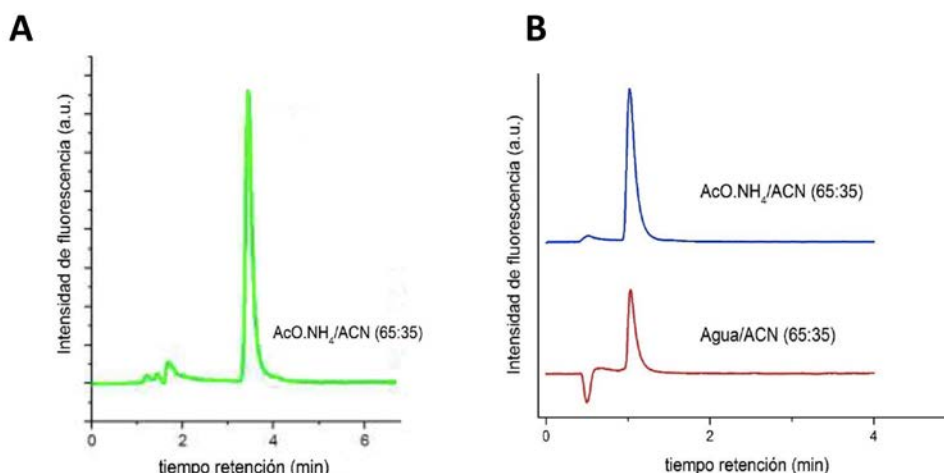 A
Intensidad de fluorescencia (a.u.)
AcO.NH₄/ACN (65:35)
0 2 4 6
tiempo retención (min)
B
Intensidad de fluorescencia (a.u.)
AcO.NH₄/ACN (65:35)
Agua/ACN (65:35)
0 2 4
tiempo retención (min)